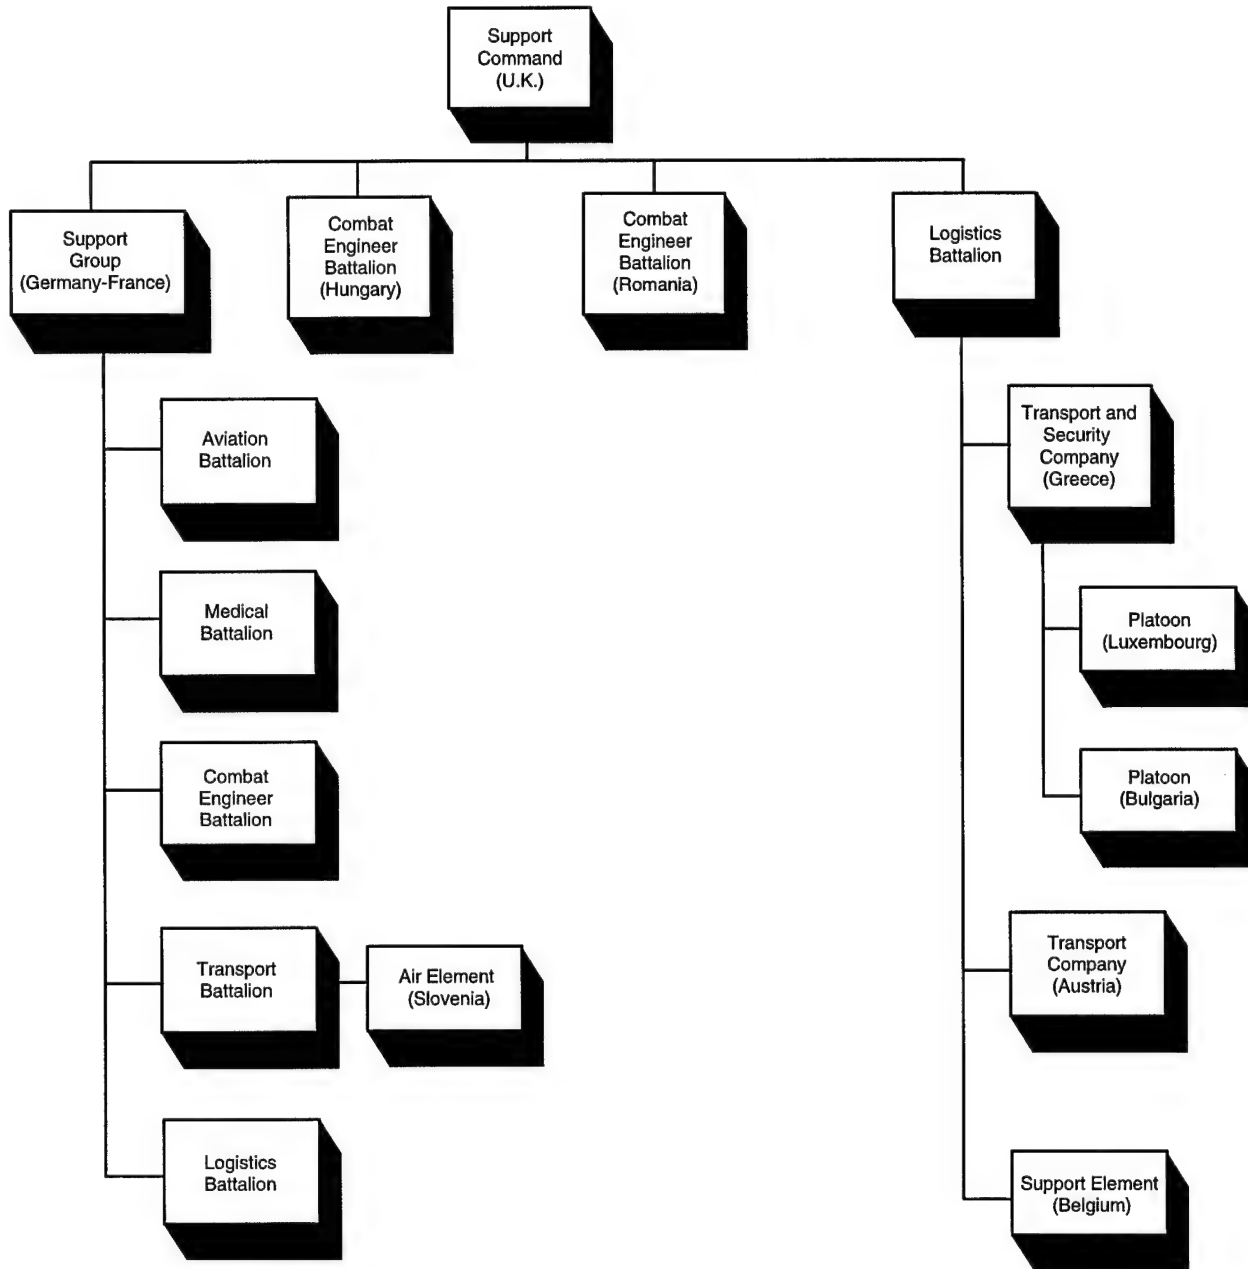 Support
Command
(U.K.)
Support
Group
(Germany-France)
Combat
Engineer
Battalion
(Hungary)
Combat
Engineer
Battalion
(Romania)
Logistics
Battalion
Aviation
Battalion
Medical
Battalion
Combat
Engineer
Battalion
Transport
Battalion
Air Element
(Slovenia)
Logistics
Battalion
Transport and
Security
Company
(Greece)
Platoon
(Luxembourg)
Platoon
(Bulgaria)
Transport
Company
(Austria)
Support Element
(Belgium)